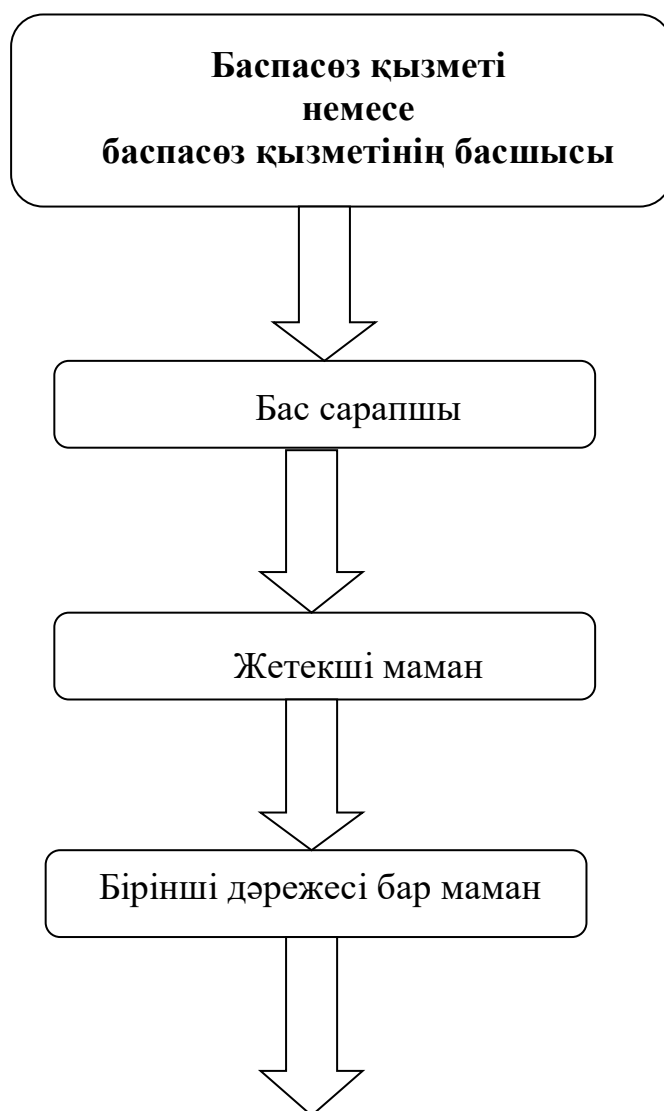 Баспасөз қызметі
немесе
баспасөз қызметінің басшысы
Бас сарапшы
Жетекші маман
Бірінші дәрежесі бар маман